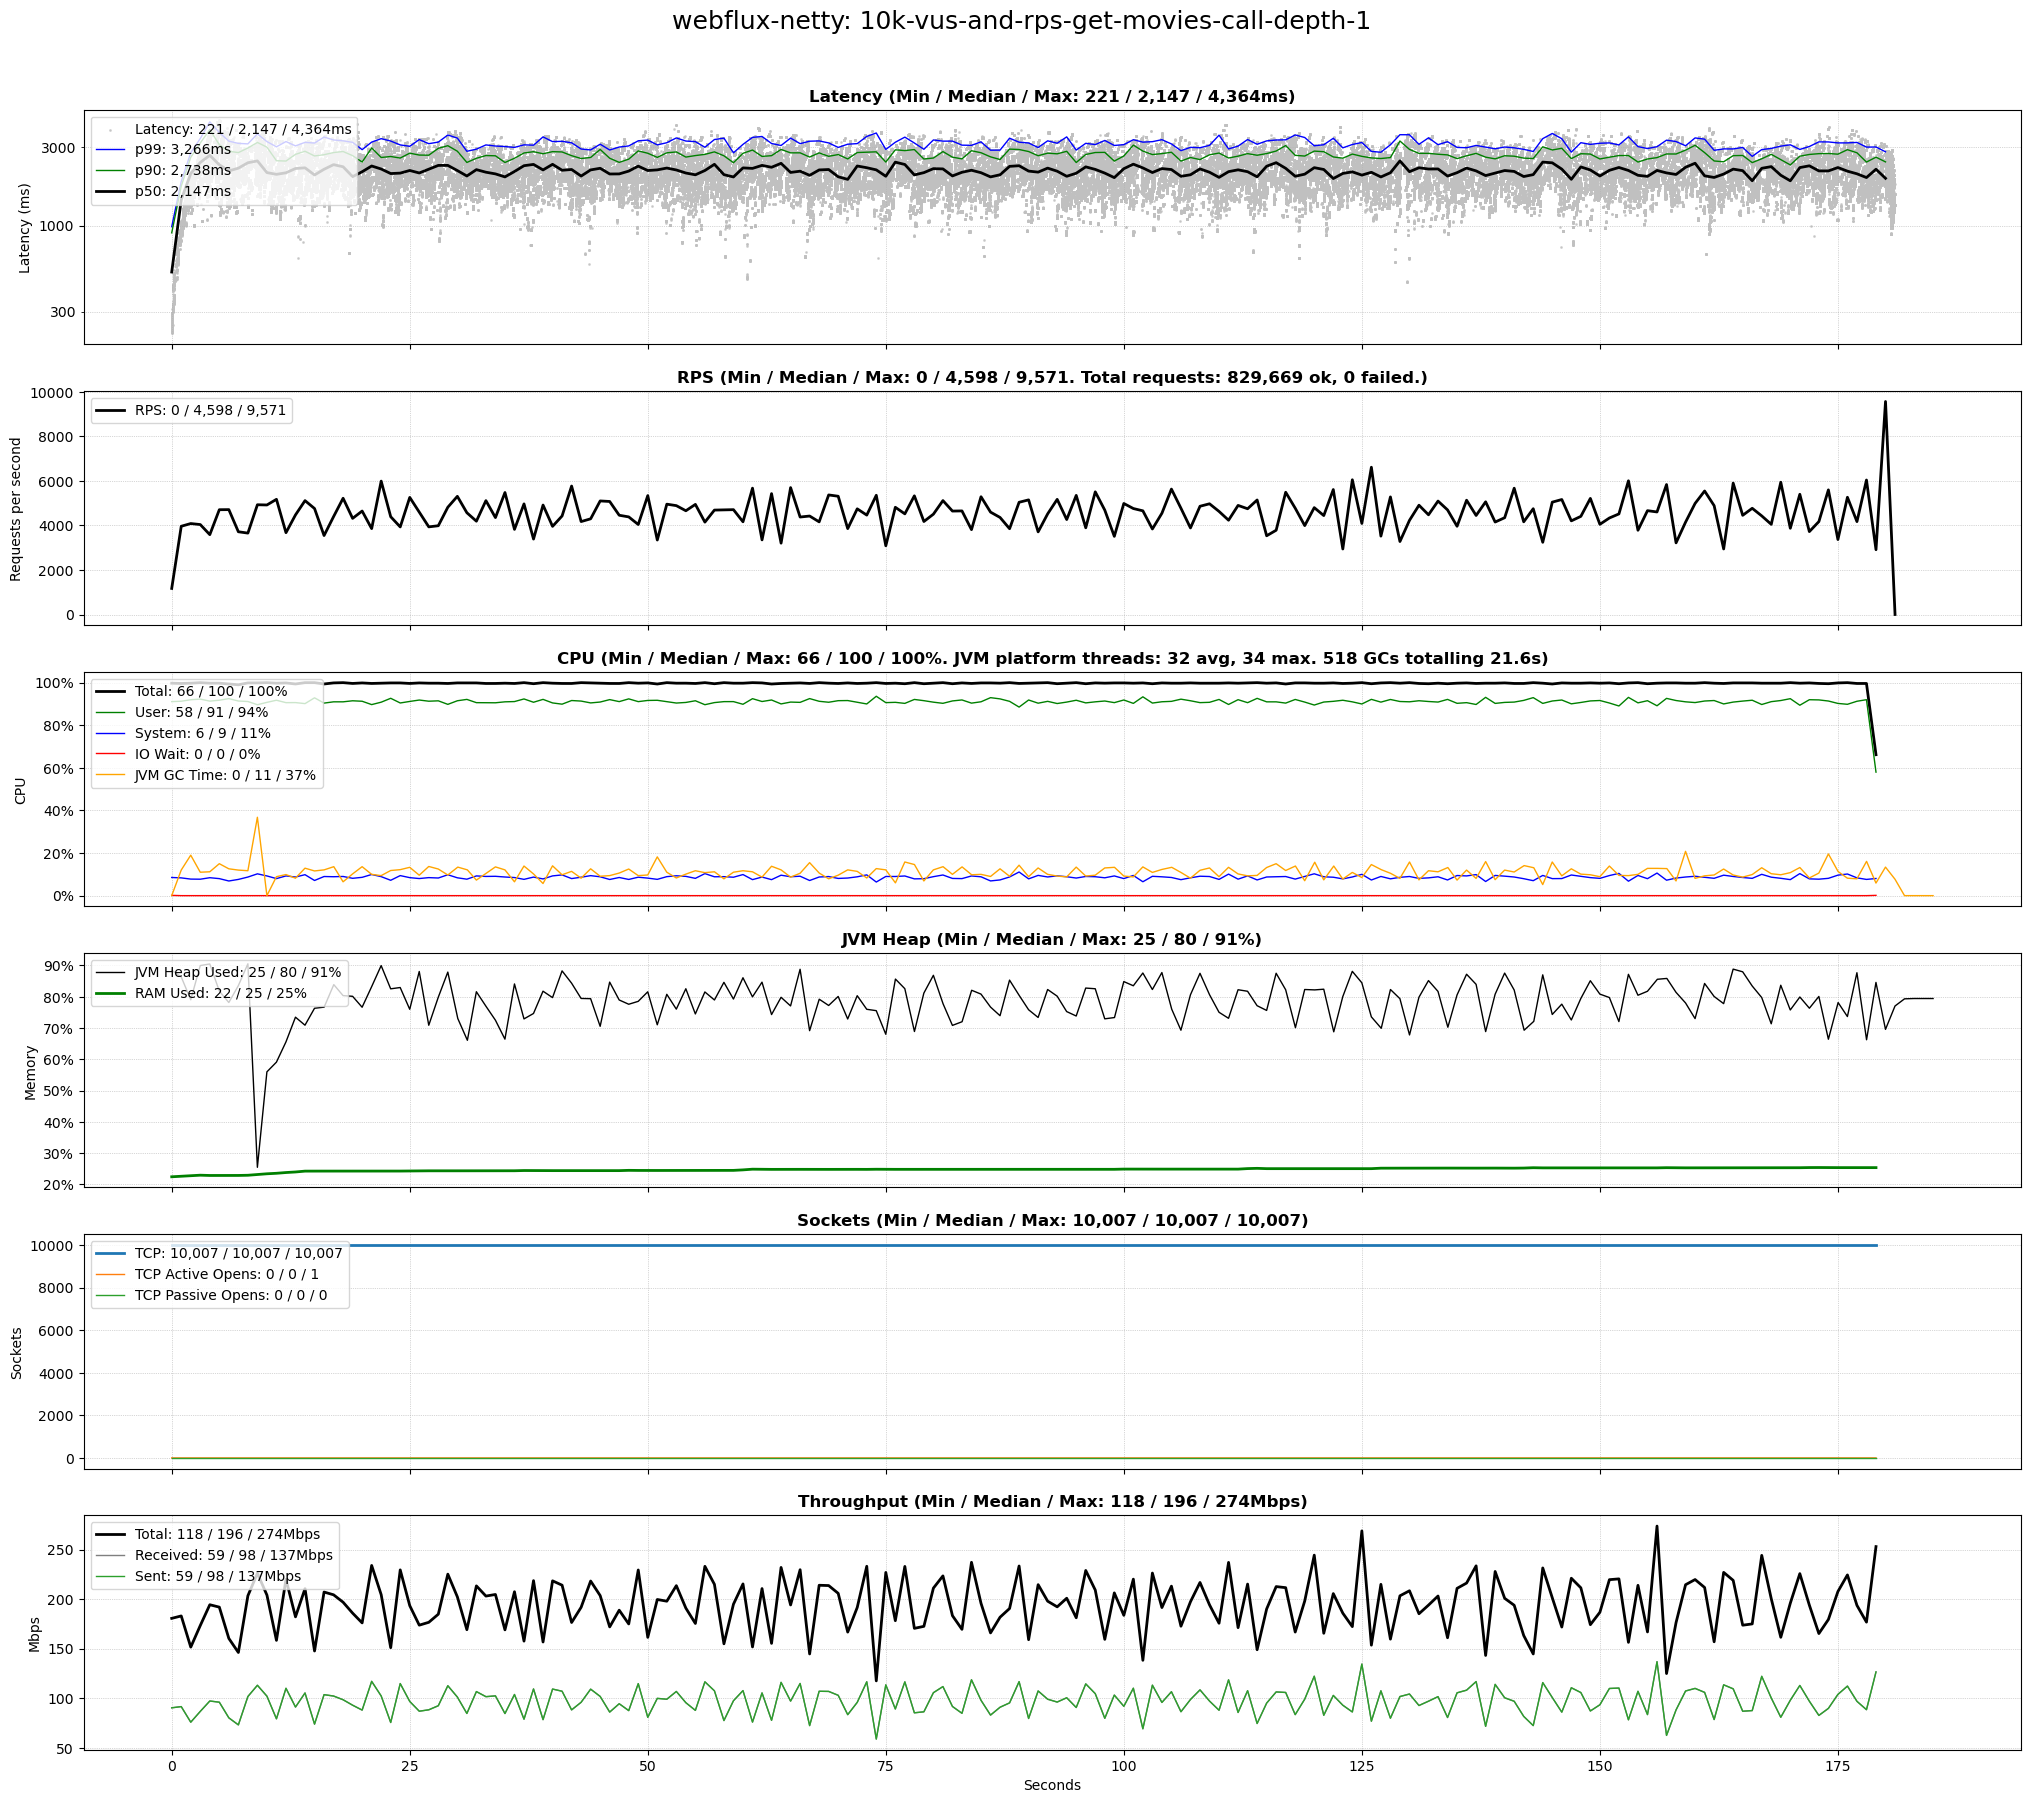 webflux-netty: 10k-vus-and-rps-get-movies-call-depth-1
Latency (Min / Median / Max: 221 / 2,147 / 4,364ms)
Latency: 221 / 2,147 / 4,364ms
p99: 3,266ms
p90: 2,738ms
p50: 2,147ms
3000
1000
300
Latency (ms)
RPS (Min / Median / Max: 0 / 4,598 / 9,571. Total requests: 829,669 ok, 0 failed.)
RPS: 0 / 4,598 / 9,571
10000
8000
6000
4000
2000
0
Requests per second
CPU (Min / Median / Max: 66 / 100 / 100%. JVM platform threads: 32 avg, 34 max. 518 GCs totalling 21.6s)
Total: 66 / 100 / 100%
User: 58 / 91 / 94%
System: 6 / 9 / 11%
IO Wait: 0 / 0 / 0%
JVM GC Time: 0 / 11 / 37%
100%
80%
60%
40%
20%
0%
CPU
JVM Heap (Min / Median / Max: 25 / 80 / 91%)
JVM Heap Used: 25 / 80 / 91%
RAM Used: 22 / 25 / 25%
90%
80%
70%
60%
50%
40%
30%
20%
Memory
Sockets (Min / Median / Max: 10,007 / 10,007 / 10,007)
TCP: 10,007 / 10,007 / 10,007
TCP Active Opens: 0 / 0 / 1
TCP Passive Opens: 0 / 0 / 0
10000
8000
6000
4000
2000
0
Sockets
Throughput (Min / Median / Max: 118 / 196 / 274Mbps)
Total: 118 / 196 / 274Mbps
Received: 59 / 98 / 137Mbps
Sent: 59 / 98 / 137Mbps
250
200
150
100
50
Mbps
0 25 50 75 100 125 150 175
Seconds